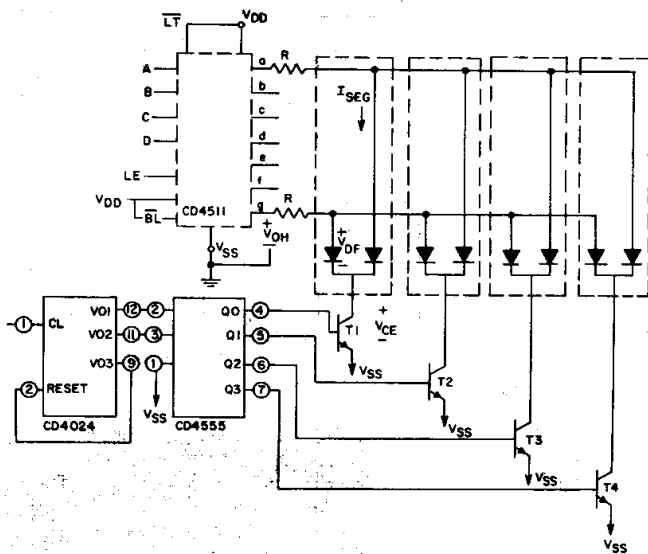 LT VDD
A a R
B b
C c
D d
LE e
f
VDD BL CD4511 g R
ISEG
+ VOH −
+ VDF −
VSS
1 CL VO1 12 2 Q0 4
VO2 11 3 Q1 5
VO3 9 1 Q2 6
2 RESET VSS Q3 7
CD4024 CD4555
T1 + VCE −
VSS
T2
VSS
T3
VSS
T4
VSS